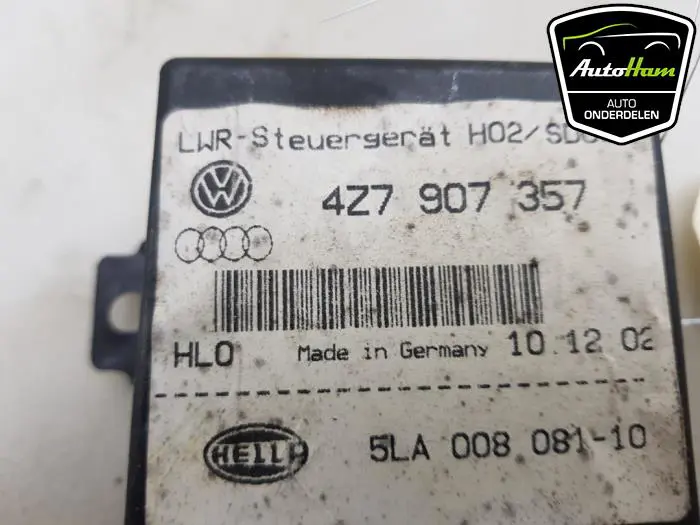 AutoHam
AUTO
ONDERDELEN
LWR-Steuergerät H02/
4Z7 907 357
HLO Made in Germany 10.12 02
HELLA
5LA 008 081-10